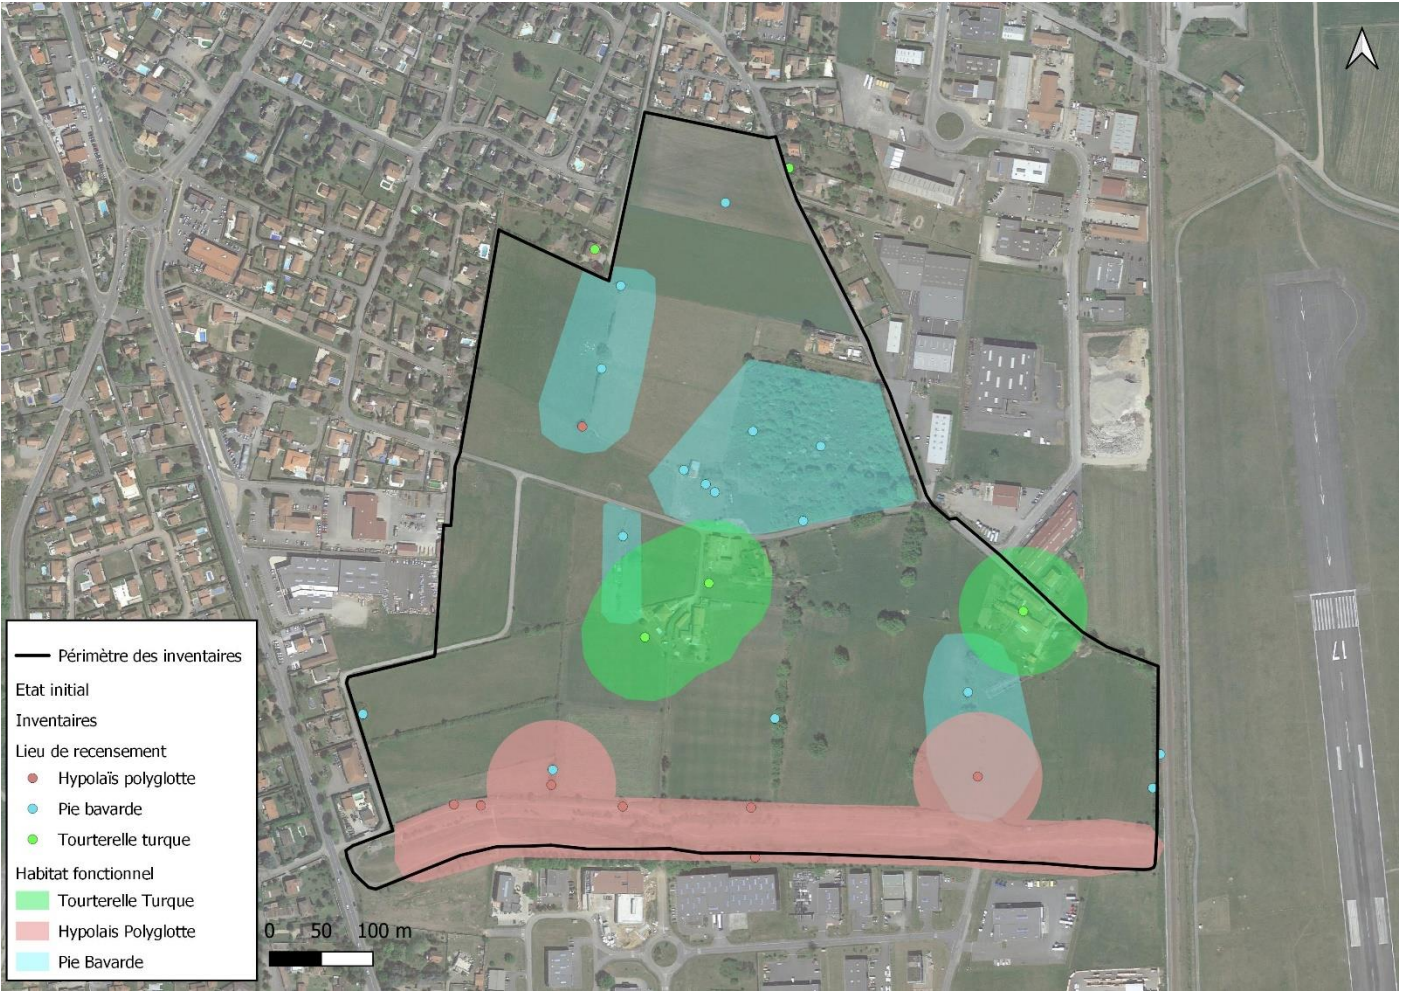 Périmètre des inventaires
Etat initial
Inventaires
Lieu de recensement
Hypolaïs polyglotte
Pie bavarde
Tourterelle turque
Habitat fonctionnel
Tourterelle Turque
Hypolais Polyglotte
Pie Bavarde
0 50 100 m
17